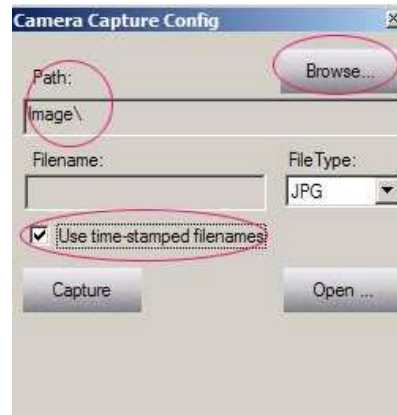 Camera Capture Config
Path:
Browse...
Image\
Filename:
FileType:
JPG
Use time-stamped filenames
Capture
Open ...